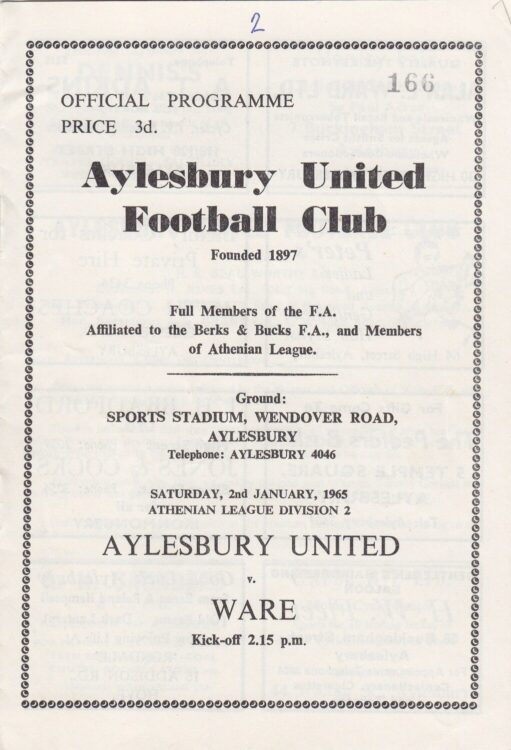 2
166
OFFICIAL PROGRAMME
PRICE 3d.
Aylesbury United
Football Club
Founded 1897
Full Members of the F.A.
Affiliated to the Berks & Bucks F.A., and Members
of Athenian League.
Ground:
SPORTS STADIUM, WENDOVER ROAD,
AYLESBURY
Telephone: AYLESBURY 4046
SATURDAY, 2nd JANUARY, 1965
ATHENIAN LEAGUE DIVISION 2
AYLESBURY UNITED
v.
WARE
Kick-off 2.15 p.m.